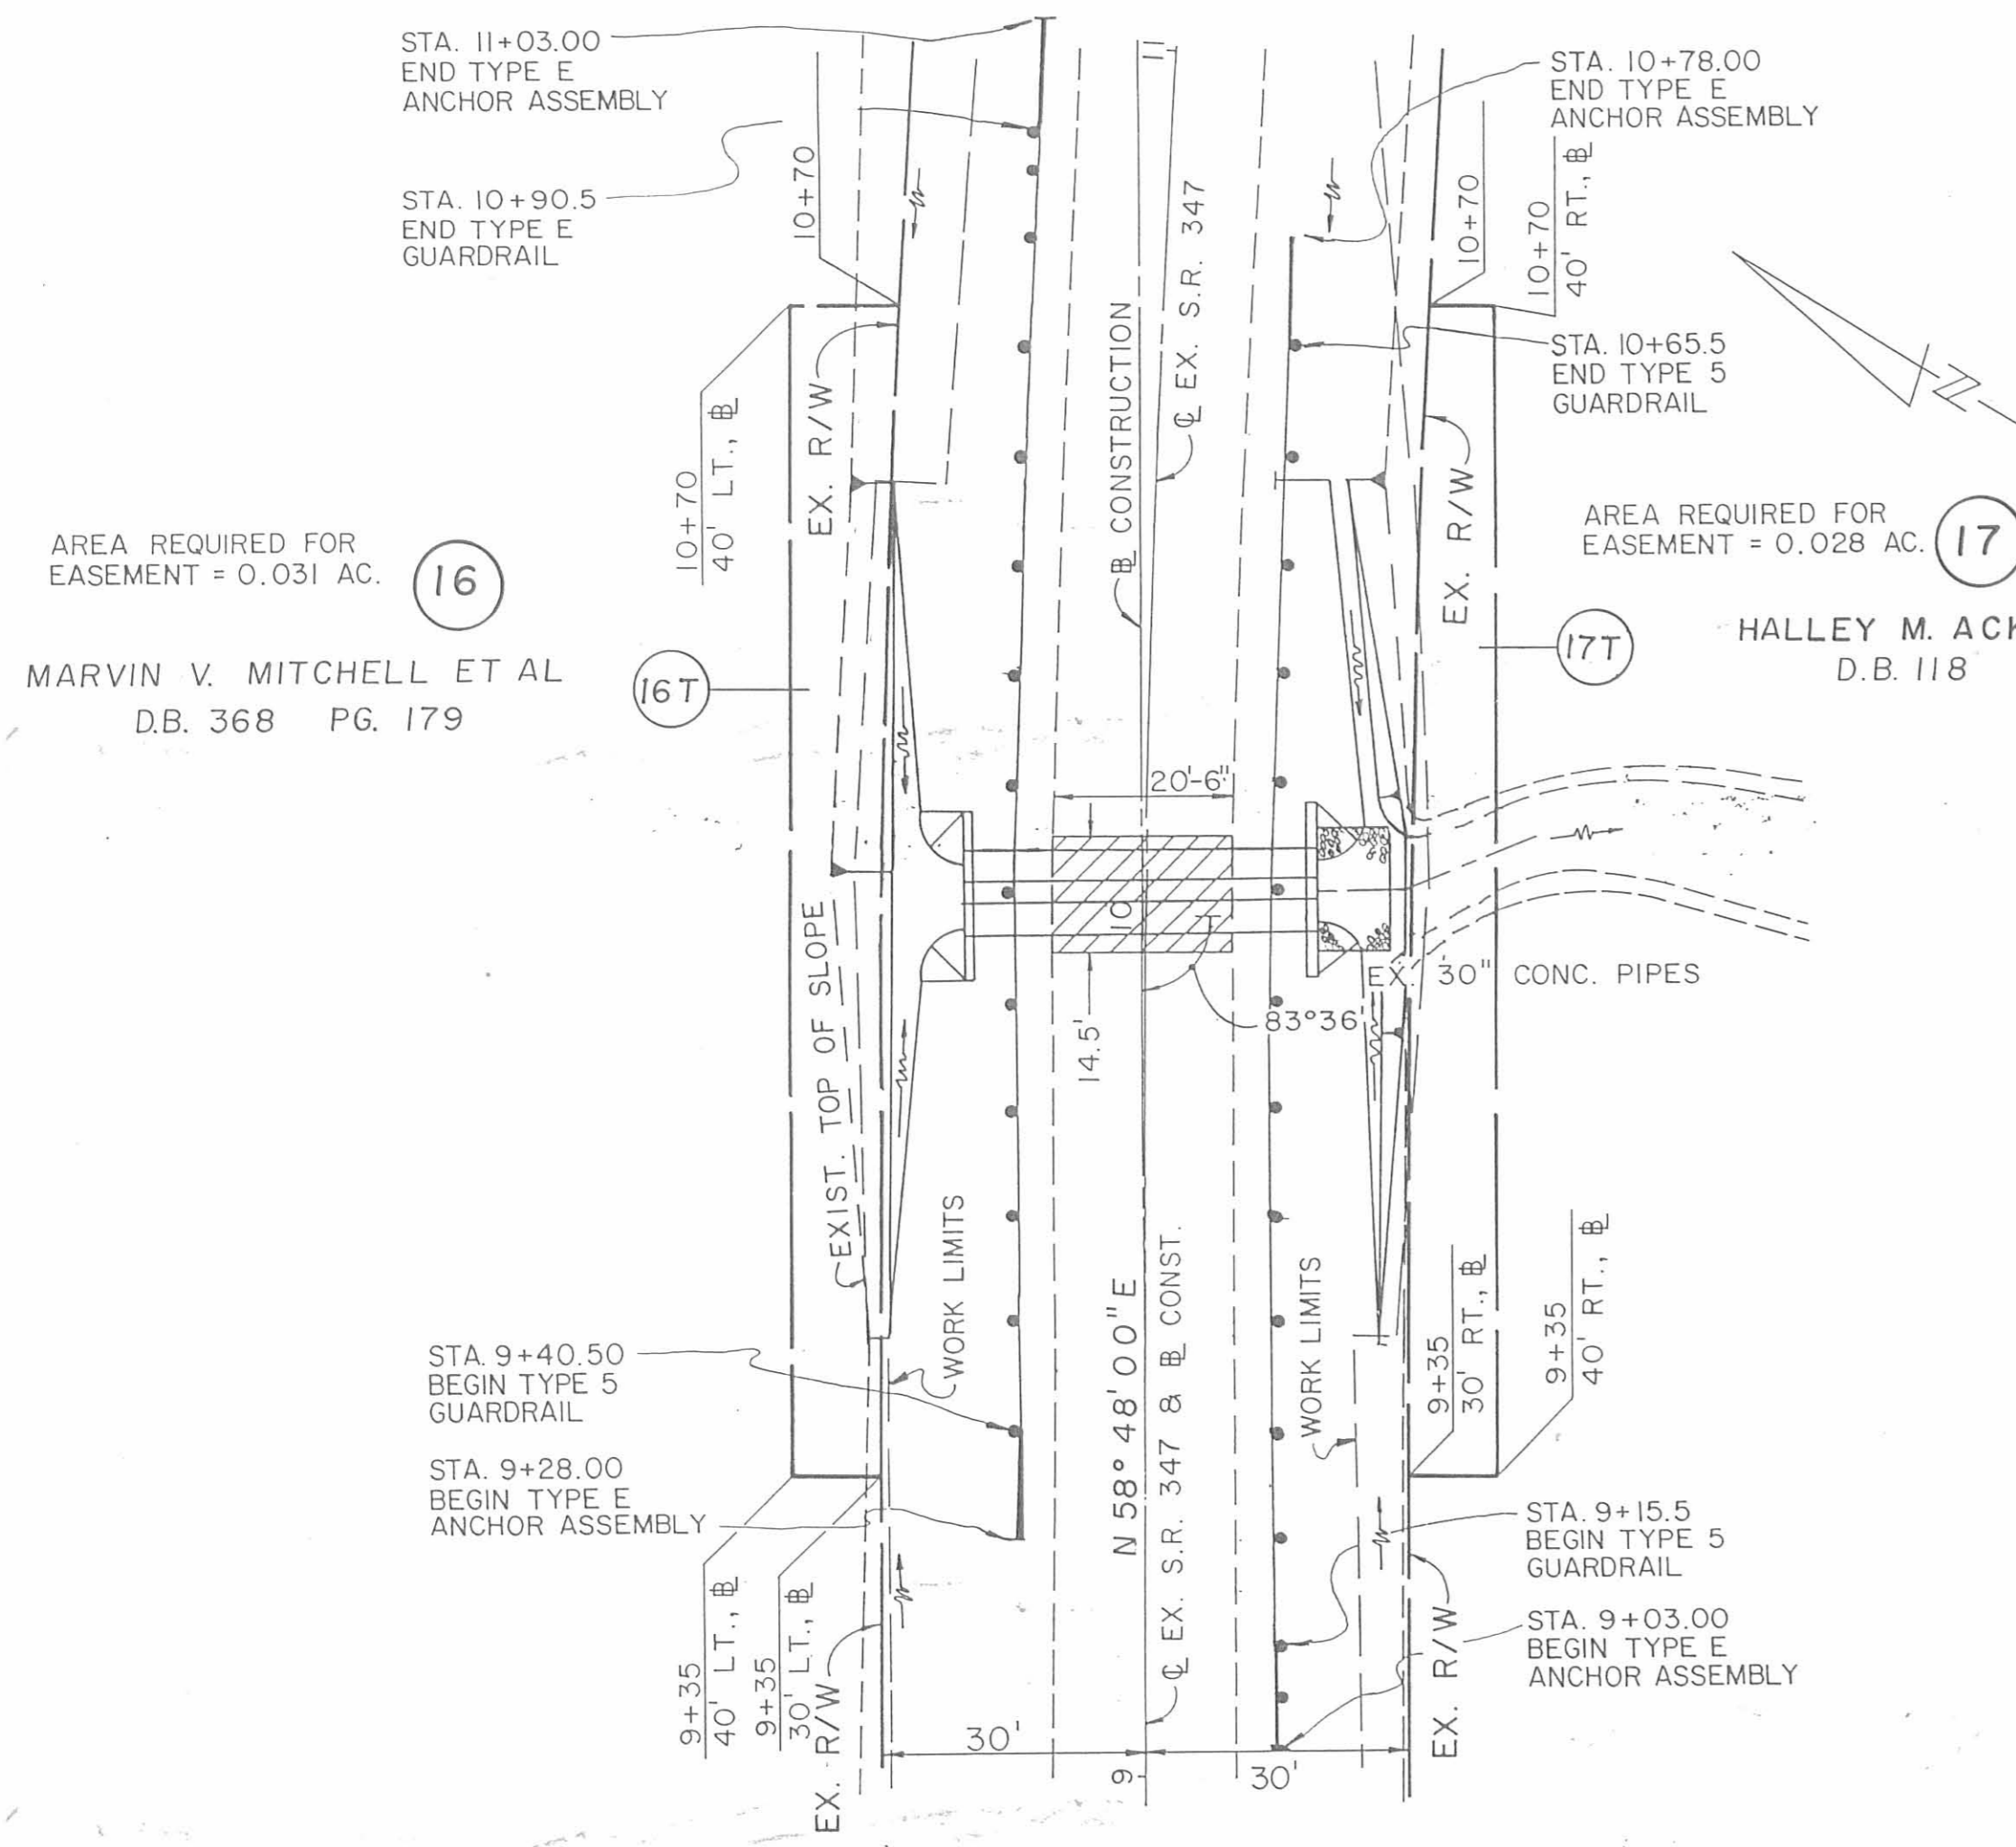 STA. 11+03.00
END TYPE E
ANCHOR ASSEMBLY
STA. 10+90.5
END TYPE E
GUARDRAIL
10+70
11
STA. 10+78.00
END TYPE E
ANCHOR ASSEMBLY
10+70
10+70
40' RT., B
STA. 10+65.5
END TYPE 5
GUARDRAIL
N
10+70
40' LT., B
EX. R/W
B CONSTRUCTION
℄ EX. S.R. 347
EX. R/W
AREA REQUIRED FOR
EASEMENT = 0.031 AC.
16
MARVIN V. MITCHELL ET AL
D.B. 368 PG. 179
16T
AREA REQUIRED FOR
EASEMENT = 0.028 AC.
17
HALLEY M. ACK
D.B. 118
17T
20'-6"
10
14.5'
83°36'
EX. 30" CONC. PIPES
EXIST. TOP OF SLOPE
WORK LIMITS
N 58° 48' 00" E
℄ EX. S.R. 347 & B CONST.
WORK LIMITS
9+35
30' RT., B
9+35
40' RT., B
STA. 9+40.50
BEGIN TYPE 5
GUARDRAIL
STA. 9+28.00
BEGIN TYPE E
ANCHOR ASSEMBLY
9+35
40' LT., B
9+35
30' LT., B
EX. R/W
30'
9
30'
EX. R/W
STA. 9+15.5
BEGIN TYPE 5
GUARDRAIL
STA. 9+03.00
BEGIN TYPE E
ANCHOR ASSEMBLY